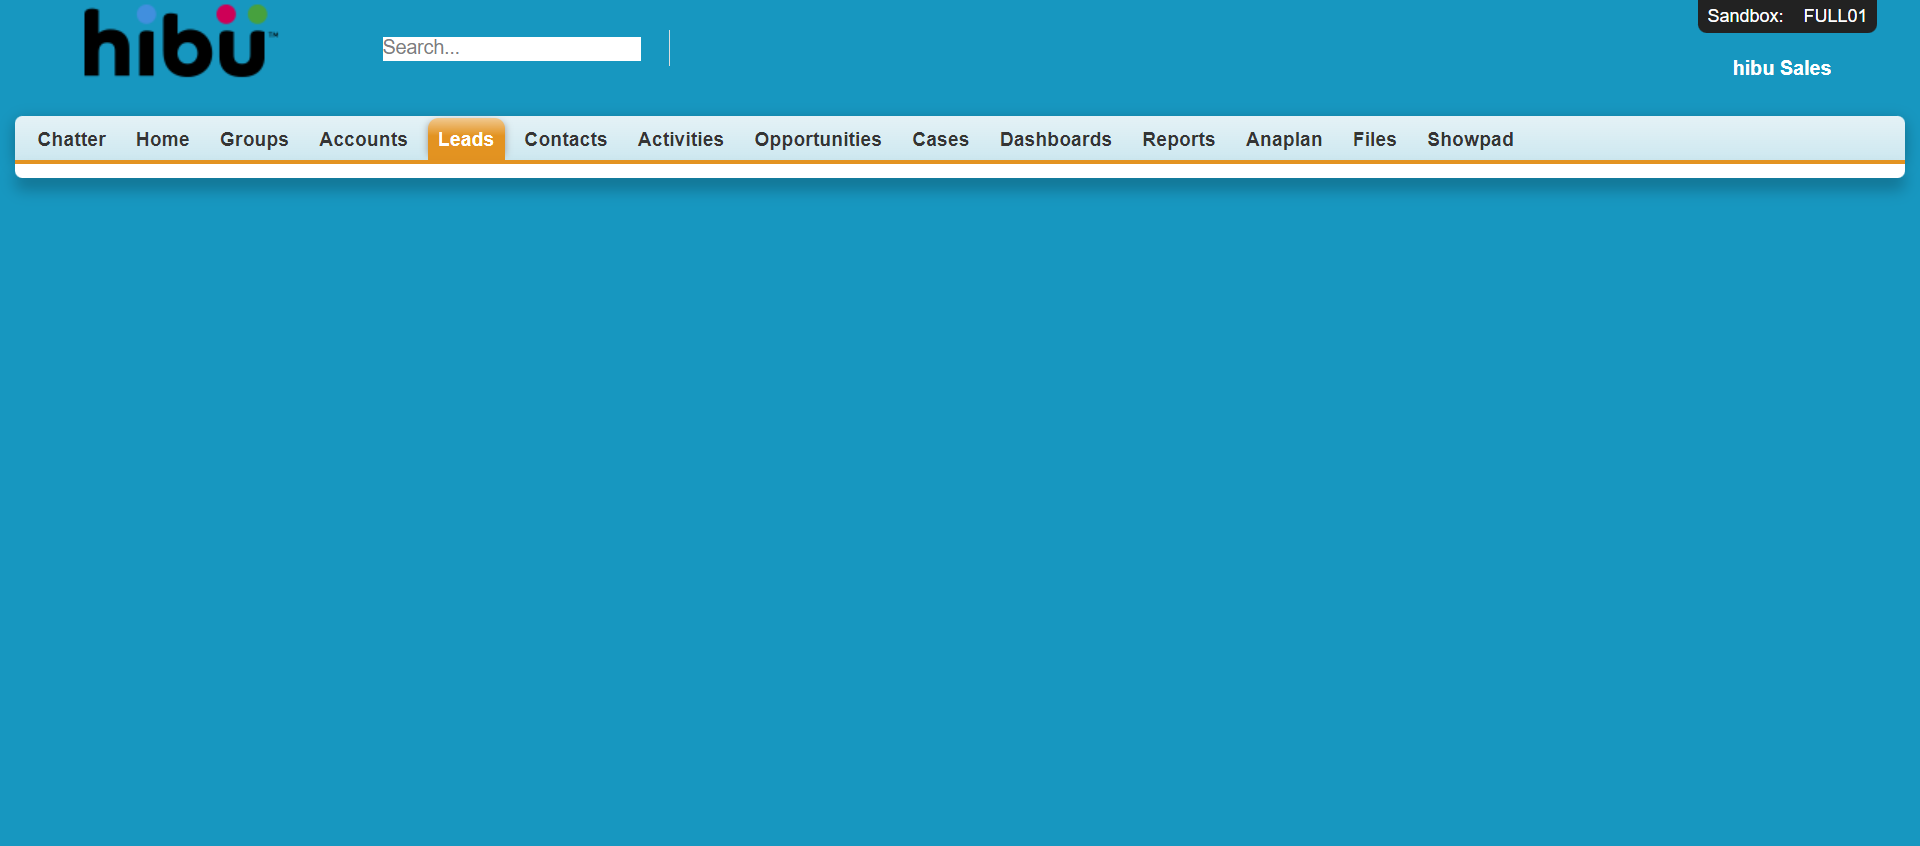 hibü™
Search...
Sandbox: FULL01
hibu Sales
Chatter Home Groups Accounts Leads Contacts Activities Opportunities Cases Dashboards Reports Anaplan Files Showpad